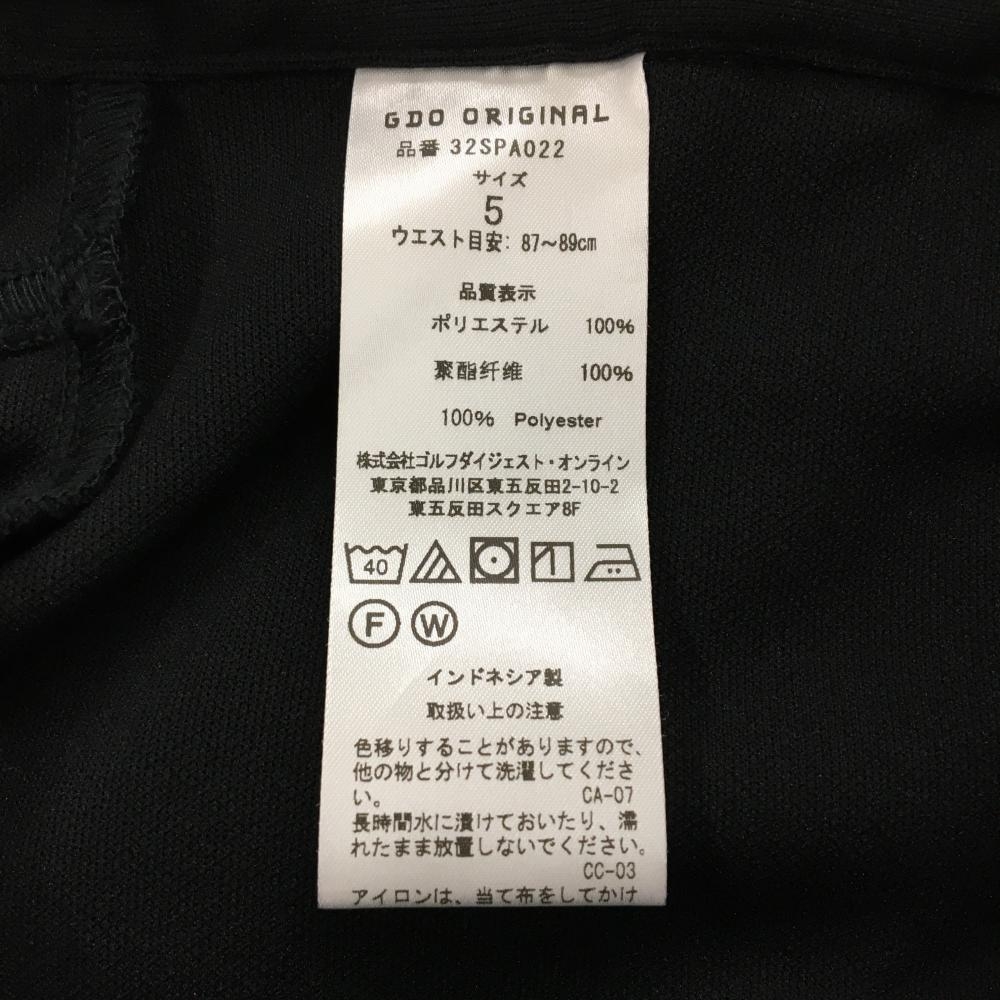 GDO ORIGINAL
品番 32SPA022
サイズ
5
ウエスト目安: 87～89cm
品質表示
ポリエステル 100%
聚酯纤维 100%
100% Polyester
株式会社ゴルフダイジェスト・オンライン
東京都品川区東五反田2-10-2
東五反田スクエア8F
40
F W
インドネシア製
取扱い上の注意
色移りすることがありますので、
他の物と分けて洗濯してくださ
い。 CA-07
長時間水に漬けておいたり、濡
れたまま放置しないでください。
CC-03
アイロンは、当て布をしてかけ